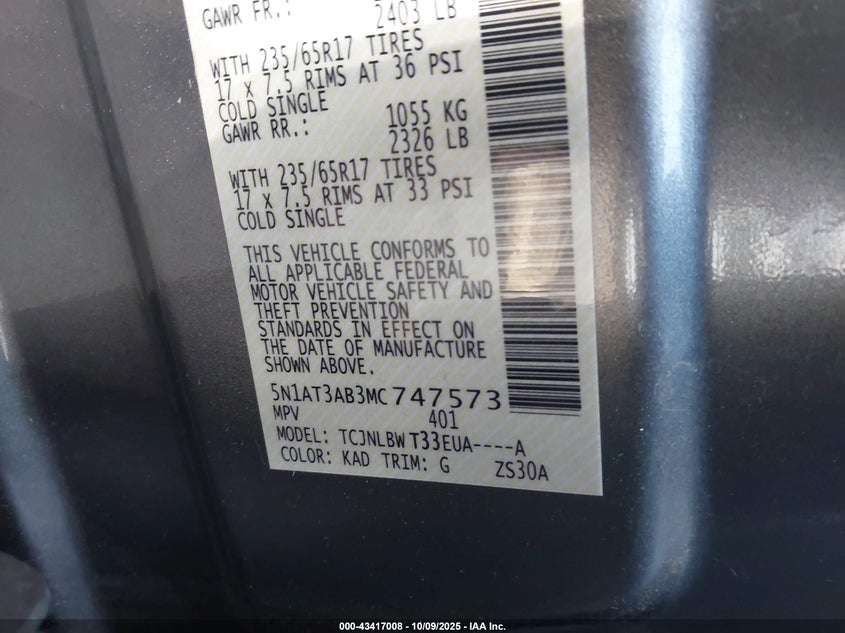 GAWR FR.:
2403 LB
WITH 235/65R17 TIRES
17 x 7.5 RIMS AT 36 PSI
COLD SINGLE
GAWR RR.: 1055 KG
2326 LB
WITH 235/65R17 TIRES
17 x 7.5 RIMS AT 33 PSI
COLD SINGLE
THIS VEHICLE CONFORMS TO
ALL APPLICABLE FEDERAL
MOTOR VEHICLE SAFETY AND
THEFT PREVENTION
STANDARDS IN EFFECT ON
THE DATE OF MANUFACTURE
SHOWN ABOVE.
5N1AT3AB3MC747573
MPV 401
MODEL: TCJNLBWT33EUA----A
COLOR: KAD TRIM: G ZS30A
000-43417008 - 10/09/2025 - IAA Inc.